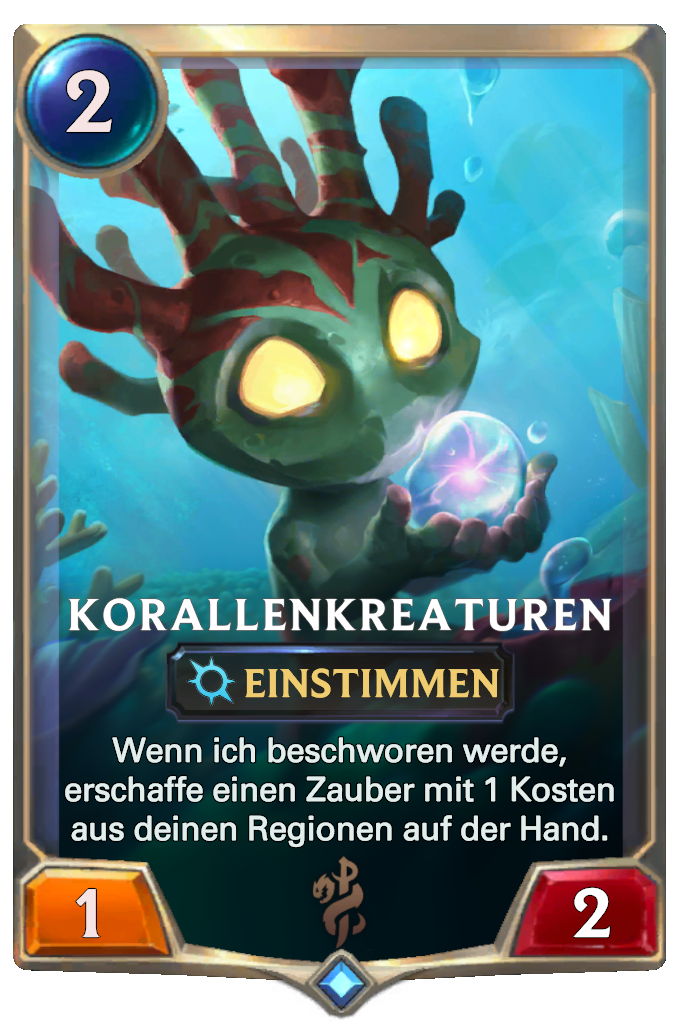 2
KORALLENKREATUREN
EINSTIMMEN
Wenn ich beschworen werde,
erschaffe einen Zauber mit 1 Kosten
aus deinen Regionen auf der Hand.
1
2